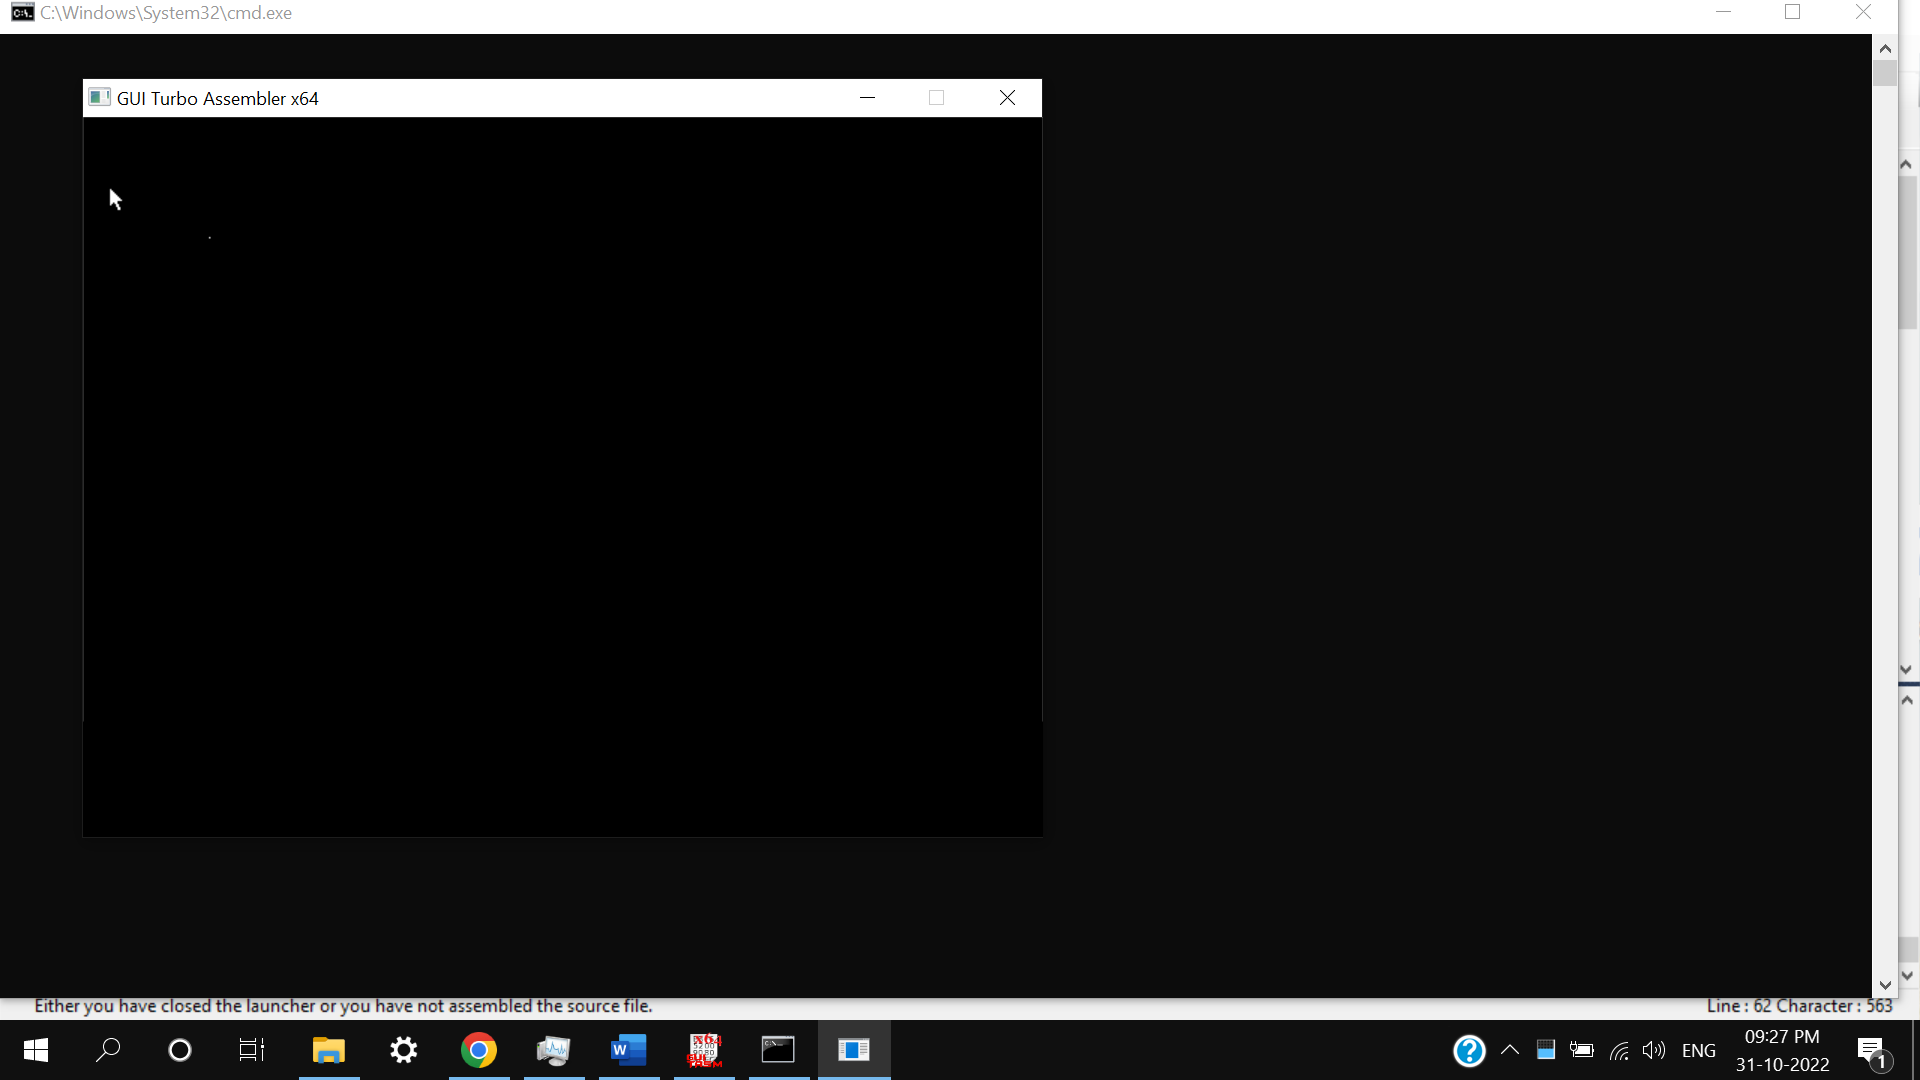 C:\Windows\System32\cmd.exe
GUI Turbo Assembler x64
Either you have closed the launcher or you have not assembled the source file.
Line : 62 Character : 563
ENG
09:27 PM
31-10-2022
1